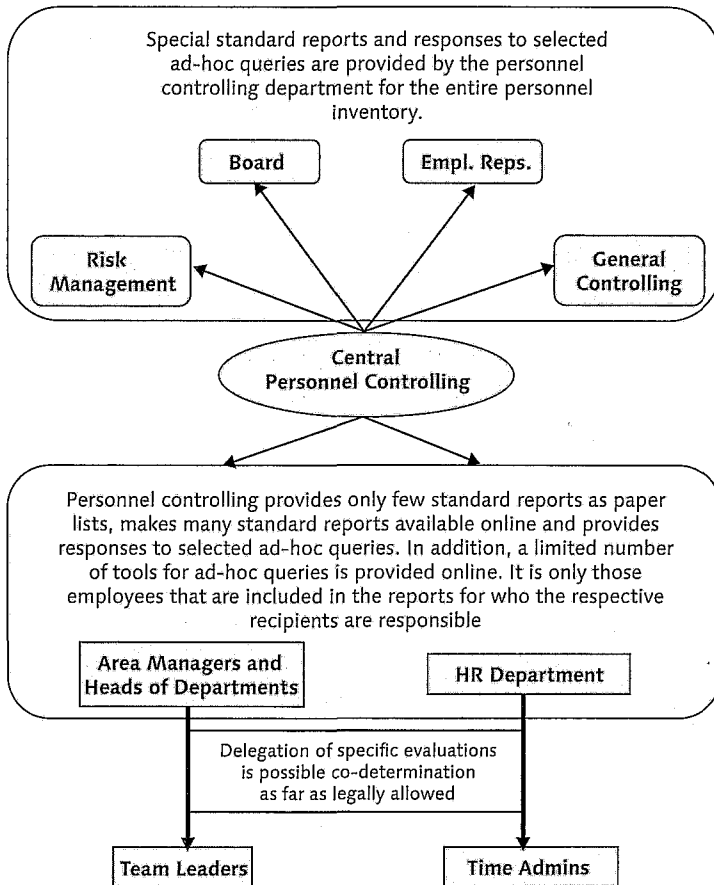 Special standard reports and responses to selected
ad-hoc queries are provided by the personnel
controlling department for the entire personnel
inventory.
Board
Empl. Reps.
Risk
Management
General
Controlling
Central
Personnel Controlling
Personnel controlling provides only few standard reports as paper
lists, makes many standard reports available online and provides
responses to selected ad-hoc queries. In addition, a limited number
of tools for ad-hoc queries is provided online. It is only those
employees that are included in the reports for who the respective
recipients are responsible
Area Managers and
Heads of Departments
HR Department
Delegation of specific evaluations
is possible co-determination
as far as legally allowed
Team Leaders
Time Admins